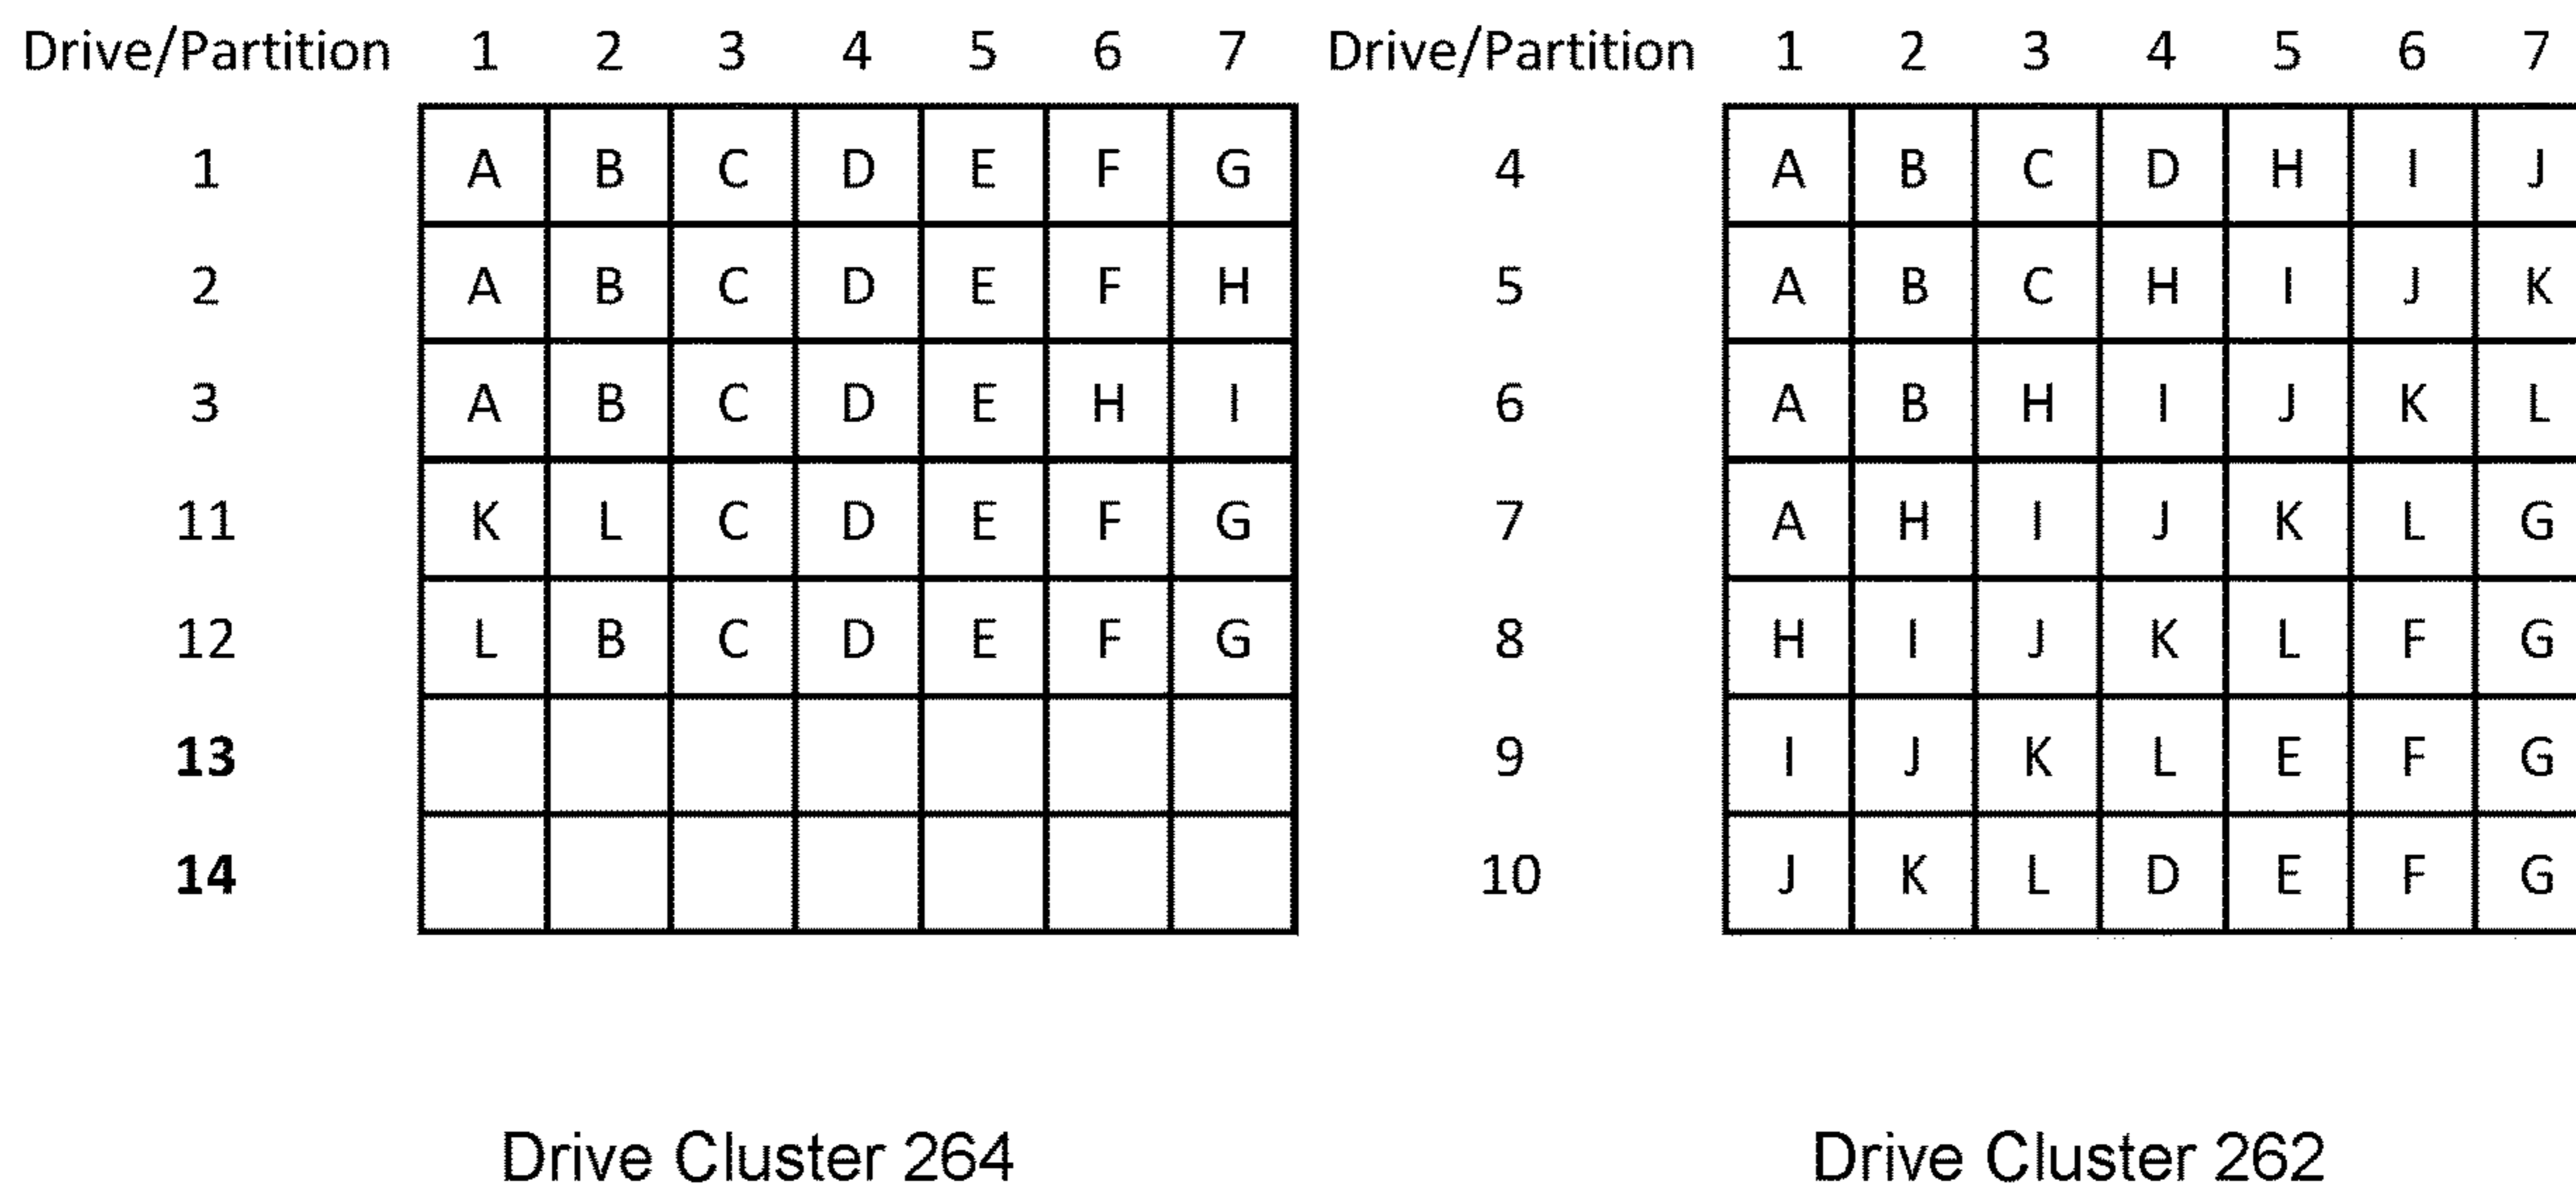 Drive/Partition 1 2 3 4 5 6 7
1 A B C D E F G
2 A B C D E F H
3 A B C D E H I
11 K L C D E F G
12 L B C D E F G
13
14
Drive Cluster 264
Drive/Partition 1 2 3 4 5 6 7
4 A B C D H I J
5 A B C H I J K
6 A B H I J K L
7 A H I J K L G
8 H I J K L F G
9 I J K L E F G
10 J K L D E F G
Drive Cluster 262